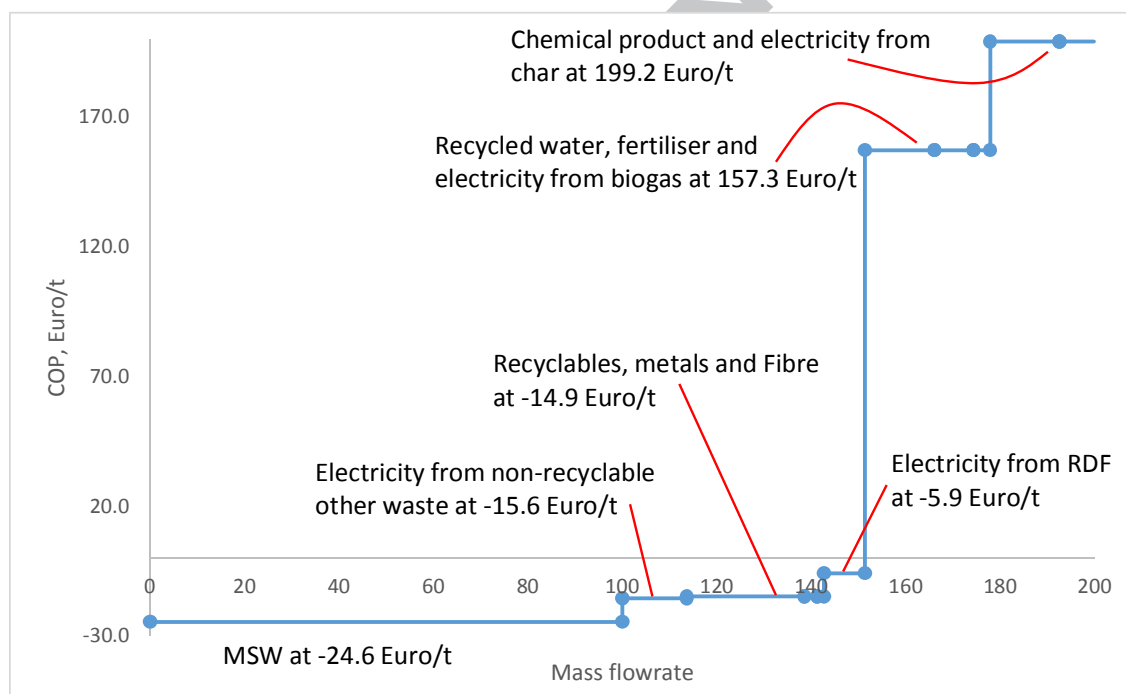 Chemical product and electricity from
char at 199.2 Euro/t
170.0
Recycled water, fertiliser and
electricity from biogas at 157.3 Euro/t
120.0
COP, Euro/t
70.0
Recyclables, metals and Fibre
at -14.9 Euro/t
Electricity from non-recyclable
other waste at -15.6 Euro/t
Electricity from RDF
at -5.9 Euro/t
20.0
0 20 40 60 80 100 120 140 160 180 200
-30.0
MSW at -24.6 Euro/t
Mass flowrate